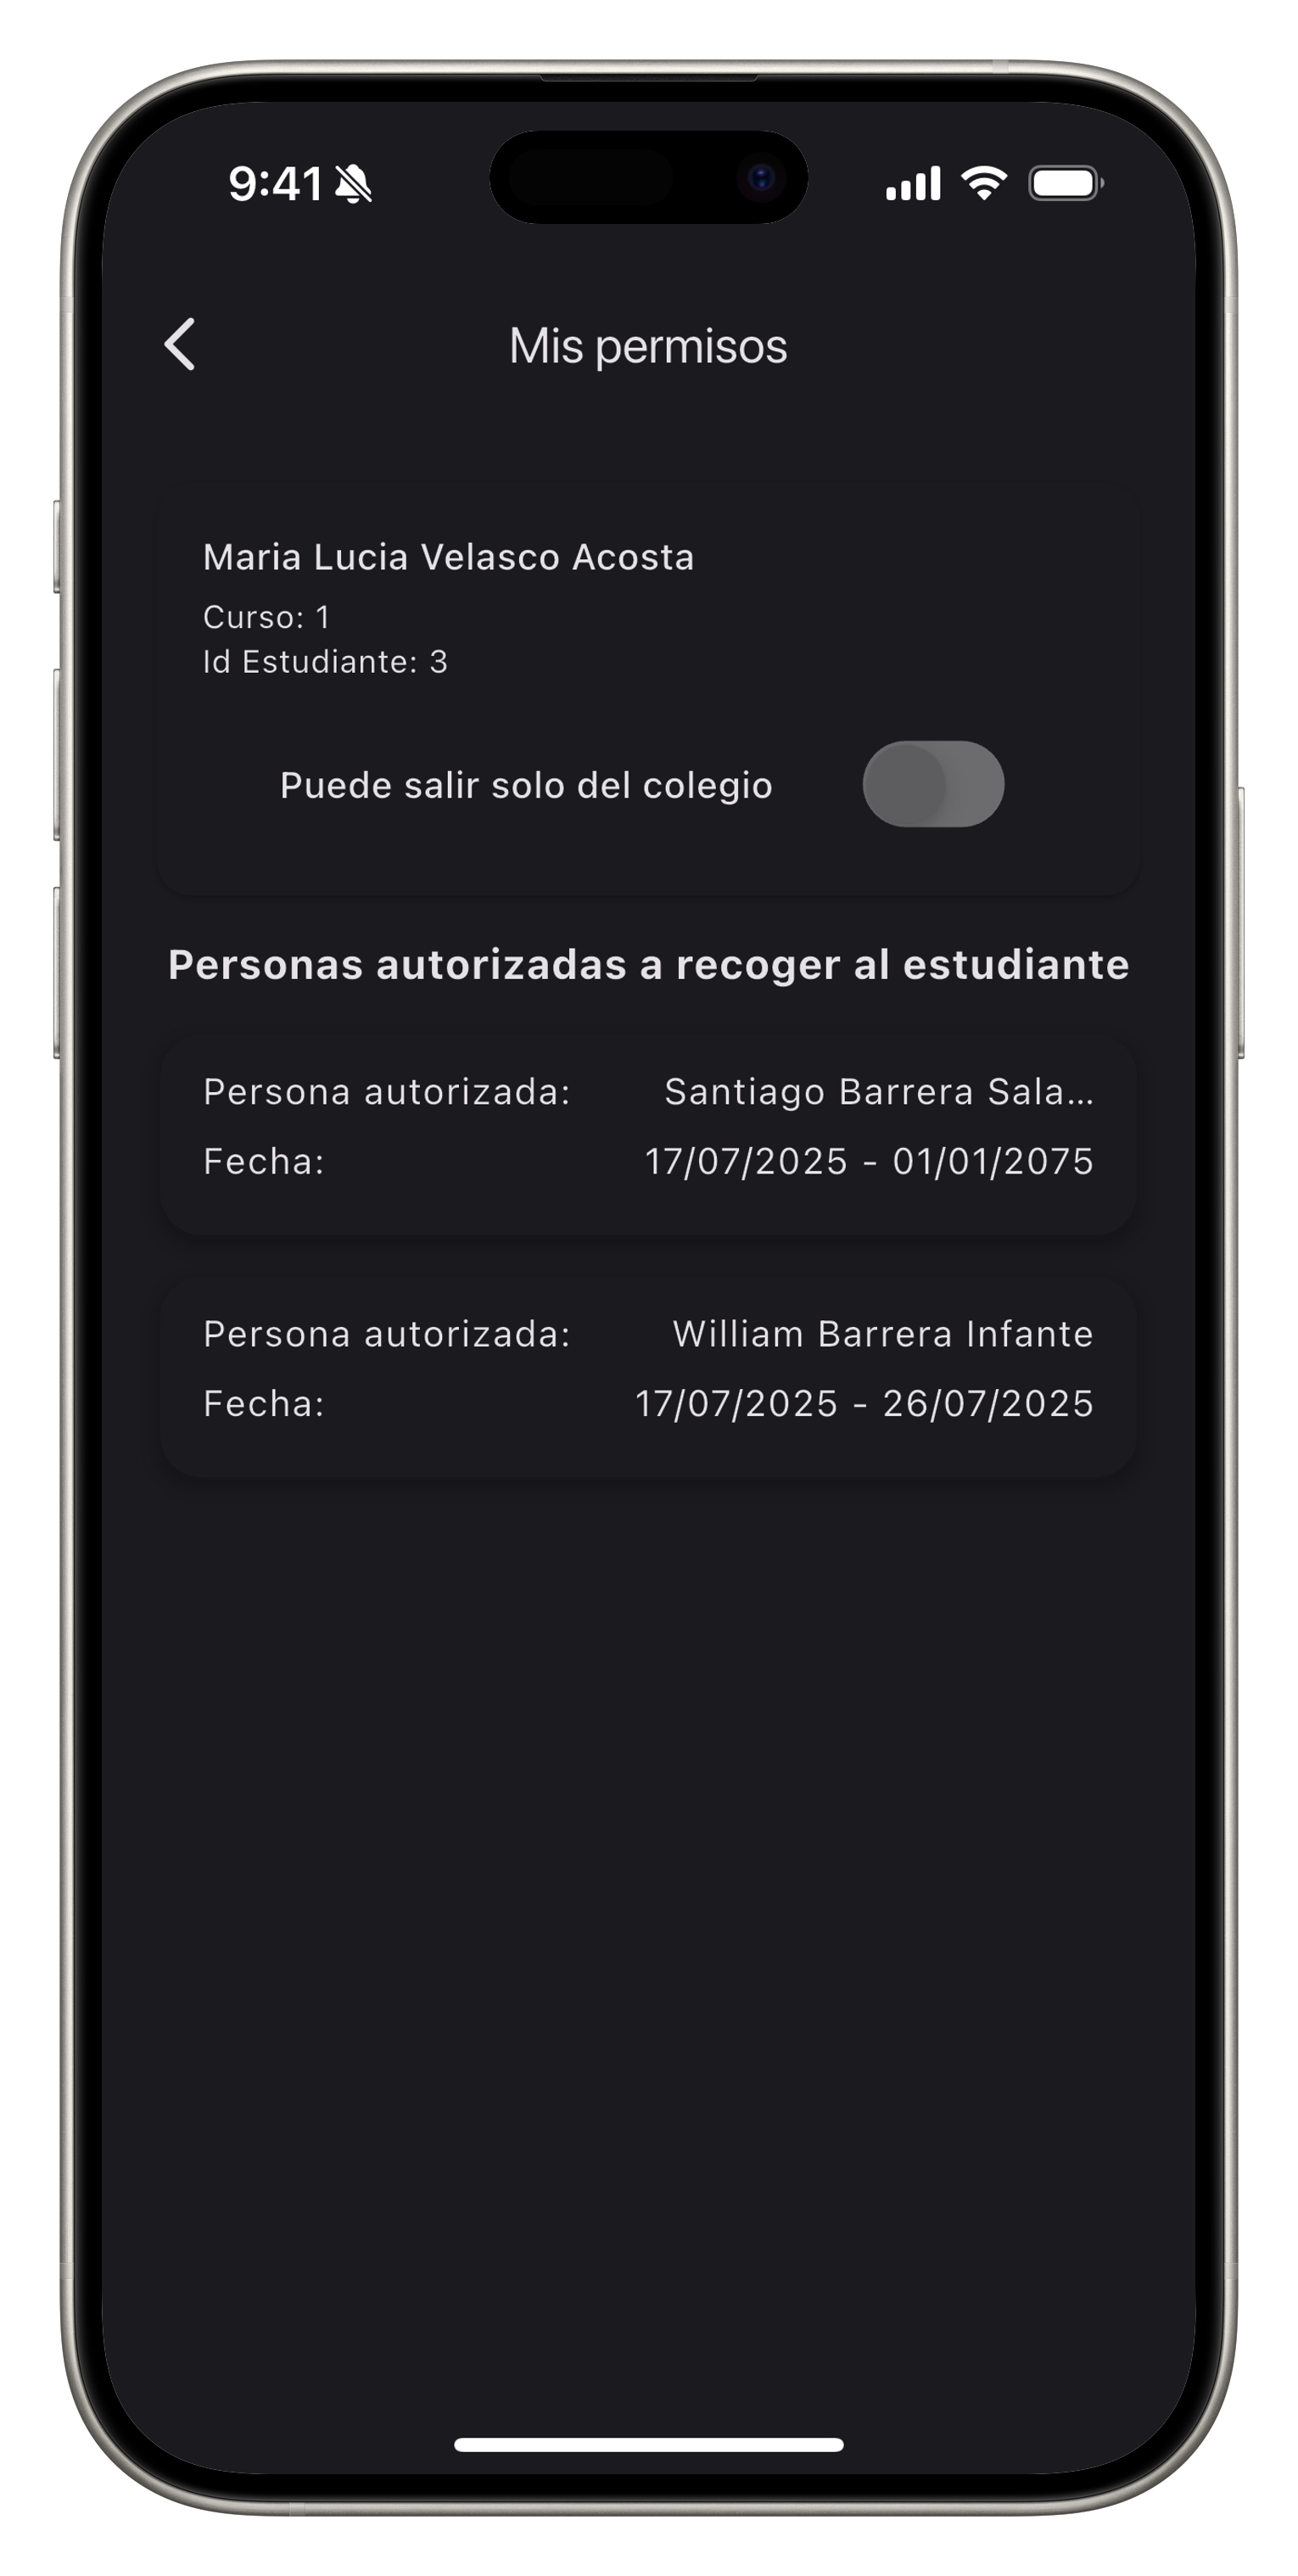 9:41
Mis permisos
Maria Lucia Velasco Acosta
Curso: 1
Id Estudiante: 3
Puede salir solo del colegio
Personas autorizadas a recoger al estudiante
Persona autorizada: Santiago Barrera Sala...
Fecha: 17/07/2025 - 01/01/2075
Persona autorizada: William Barrera Infante
Fecha: 17/07/2025 - 26/07/2025